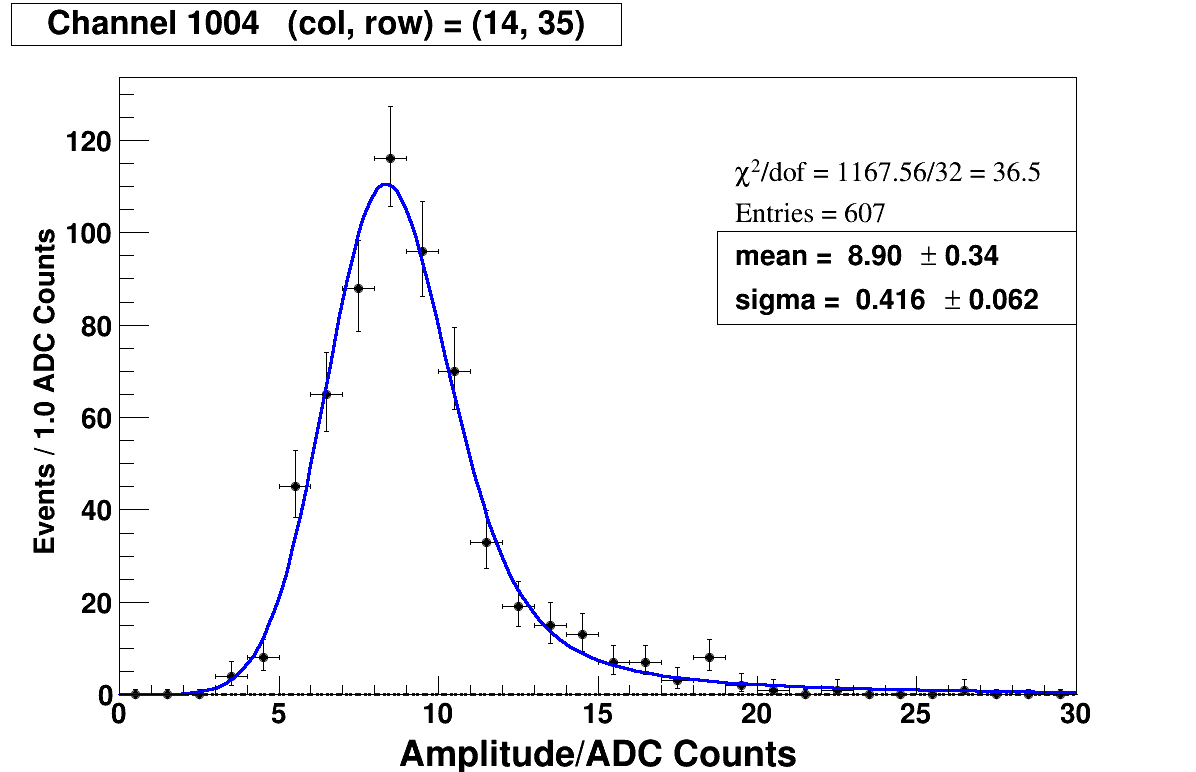 Channel 1004 (col, row) = (14, 35)
χ²/dof = 1167.56/32 = 36.5
Entries = 607
mean = 8.90 ± 0.34
sigma = 0.416 ± 0.062
Events / 1.0 ADC Counts
120
100
80
60
40
20
0
0 5 10 15 20 25 30
Amplitude/ADC Counts